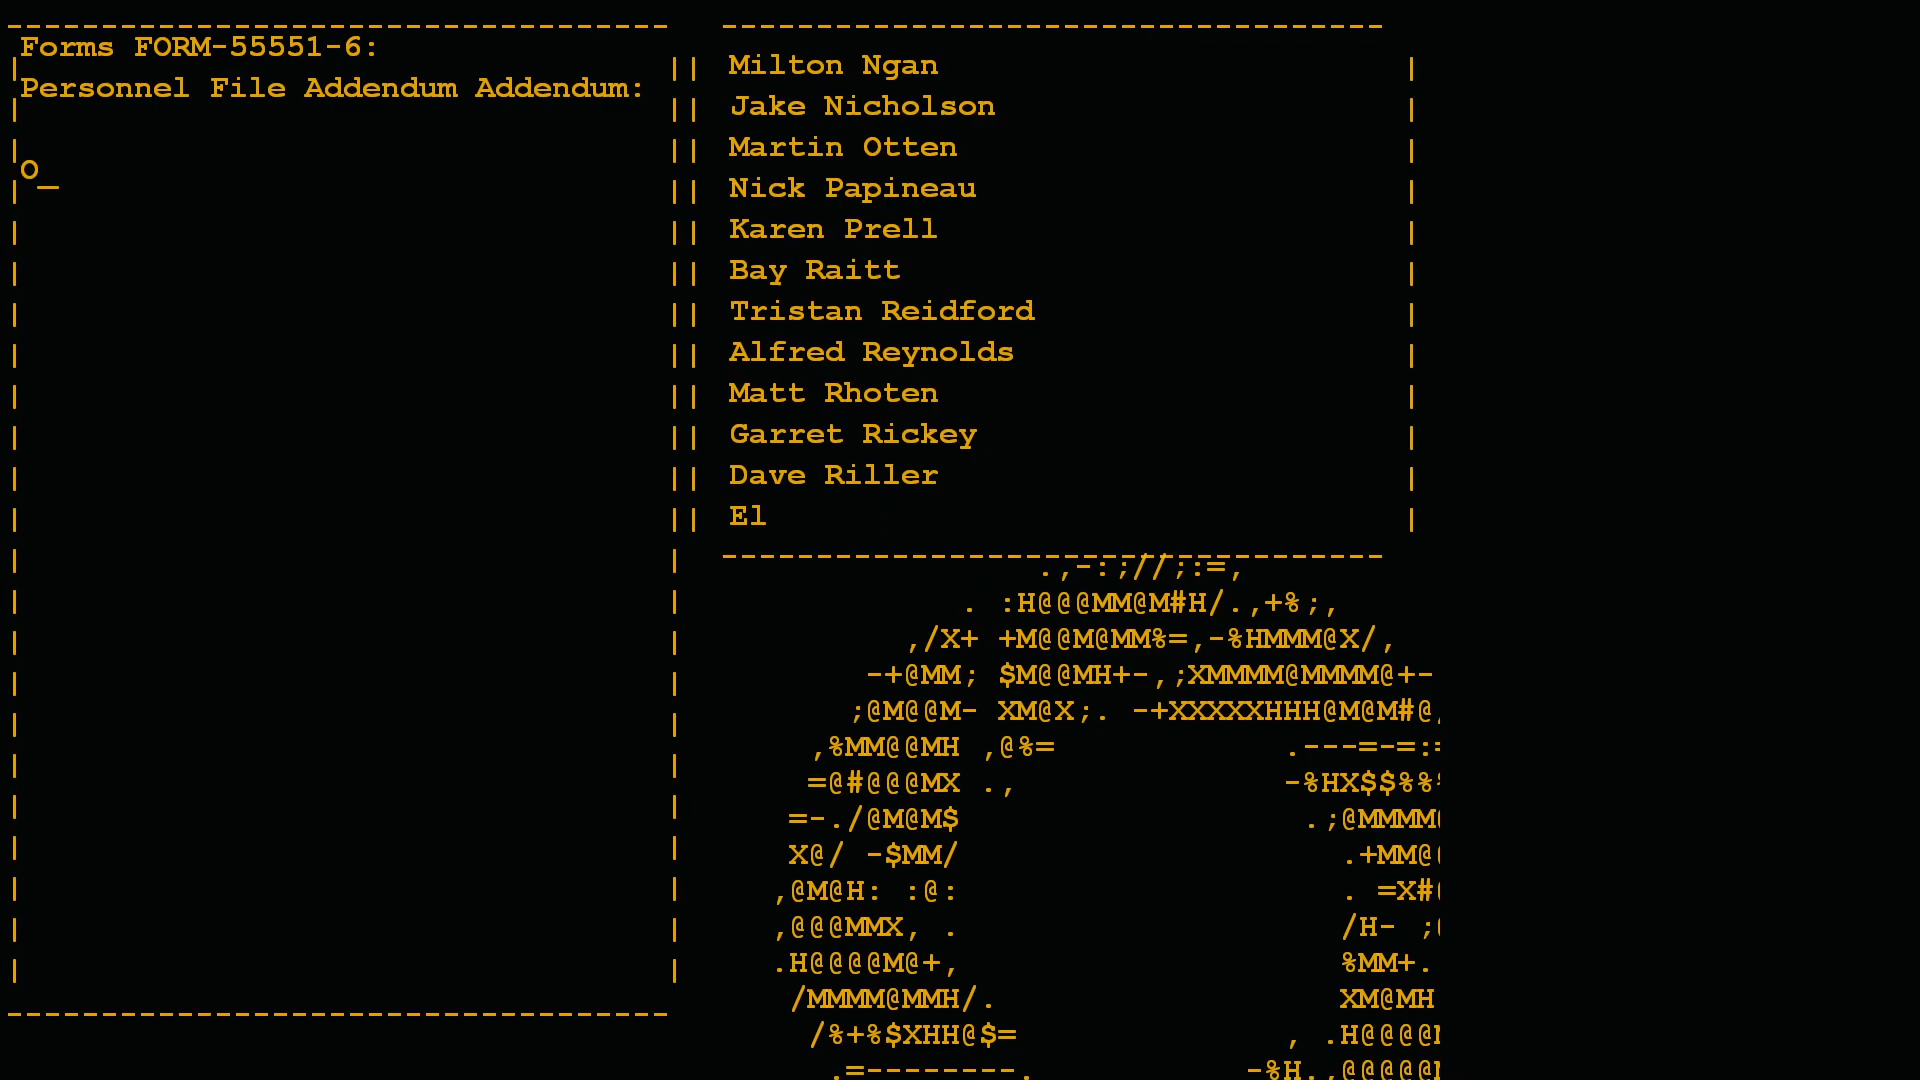 Forms FORM-55551-6:
Personnel File Addendum Addendum:
o_
Milton Ngan
Jake Nicholson
Martin Otten
Nick Papineau
Karen Prell
Bay Raitt
Tristan Reidford
Alfred Reynolds
Matt Rhoten
Garret Rickey
Dave Riller
El